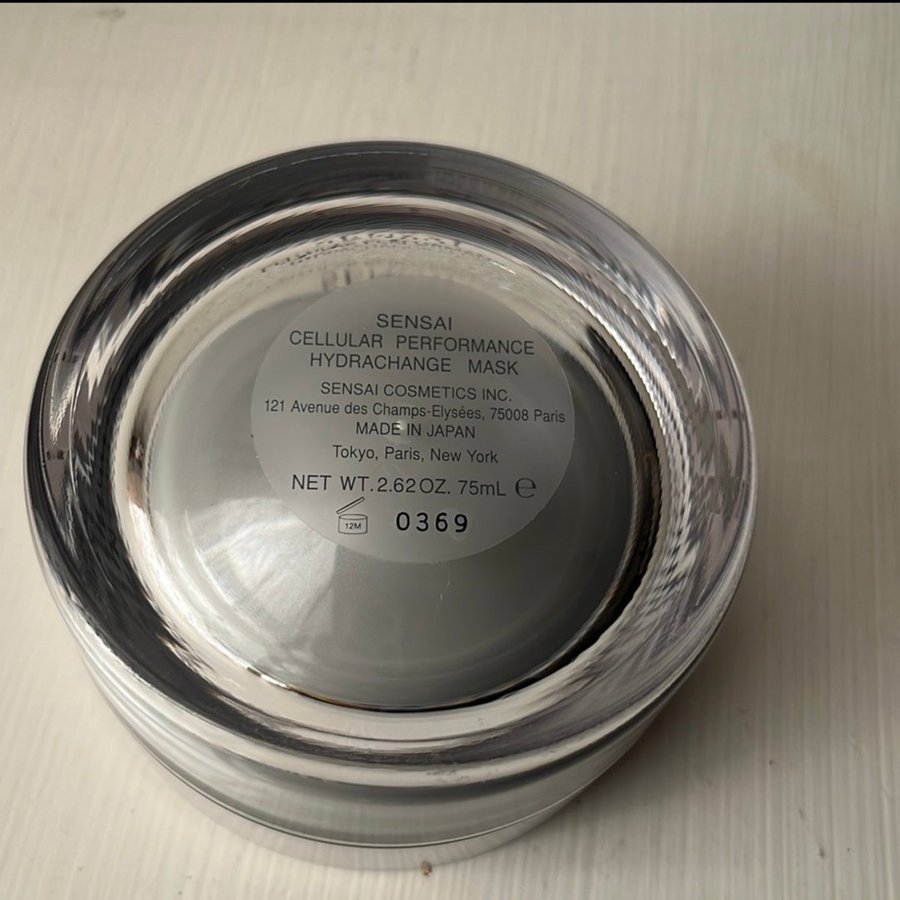 SENSAI
CELLULAR PERFORMANCE
HYDRACHANGE MASK
SENSAI COSMETICS INC.
121 Avenue des Champs-Elysées, 75008 Paris
MADE IN JAPAN
Tokyo, Paris, New York
NET WT. 2.62 OZ. 75mL ℮
12M 0369